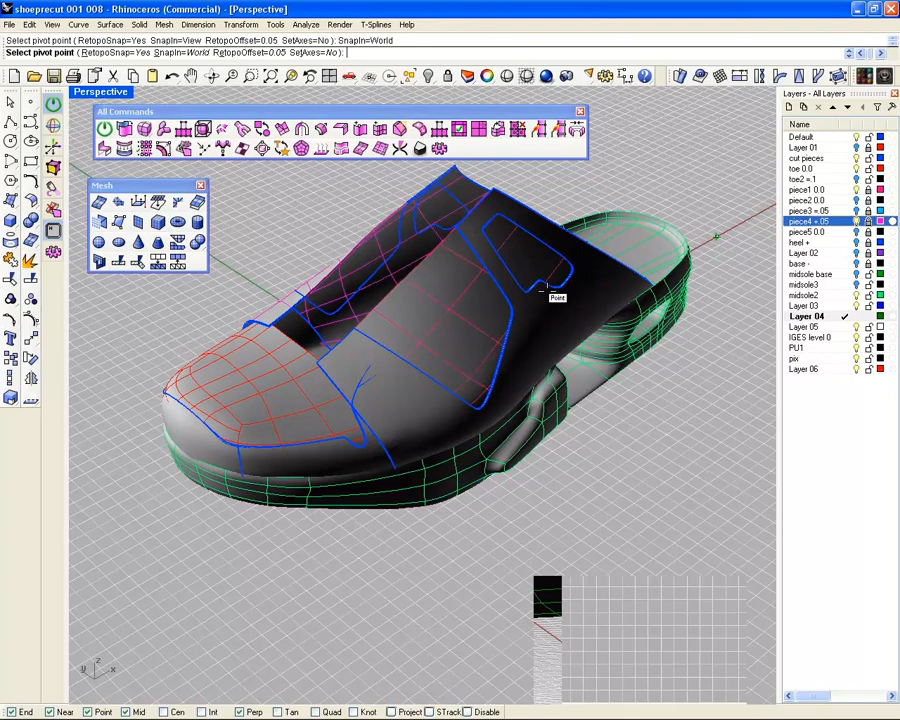 shoeprecut 001 008 - Rhinoceros (Commercial) - [Perspective]
File Edit View Curve Surface Solid Mesh Dimension Transform Tools Analyze Render T-Splines Help
Select pivot point ( RetopoSnap=Yes SnapIn=View RetopoOffset=0.05 SetAxes=No ): SnapIn=World
Select pivot point ( RetopoSnap=Yes SnapIn=World RetopoOffset=0.05 SetAxes=No ):
Perspective
All Commands
Mesh
Point
z
y
x
Layers - All Layers
Name
Default
Layer 01
cut pieces
toe 0.0
toe2 =.1
piece1 0.0
piece2 0.0
piece3 =.05
piece4 +.05
piece5 0.0
heel +
Layer 02
base -
midsole base
midsole3
midsole2
Layer 03
Layer 04
Layer 05
IGES level 0
PU1
pix
Layer 06
End Near Point Mid Cen Int Perp Tan Quad Knot Project STrack Disable